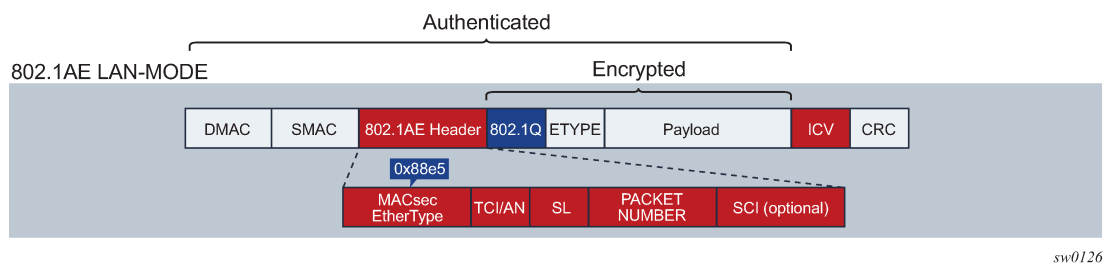 Authenticated
802.1AE LAN-MODE
Encrypted
DMAC SMAC 802.1AE Header 802.1Q ETYPE Payload ICV CRC
0x88e5
MACsec EtherType TCI/AN SL PACKET NUMBER SCI (optional)
sw0126